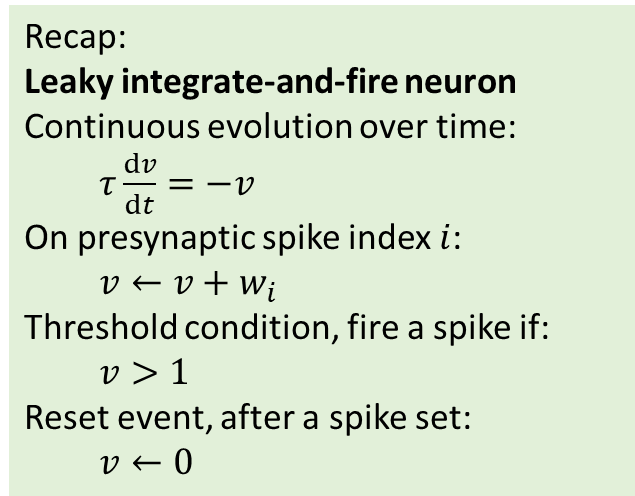 Recap:
Leaky integrate-and-fire neuron
Continuous evolution over time:
τ dv/dt = −v
On presynaptic spike index i:
v ← v + wᵢ
Threshold condition, fire a spike if:
v > 1
Reset event, after a spike set:
v ← 0